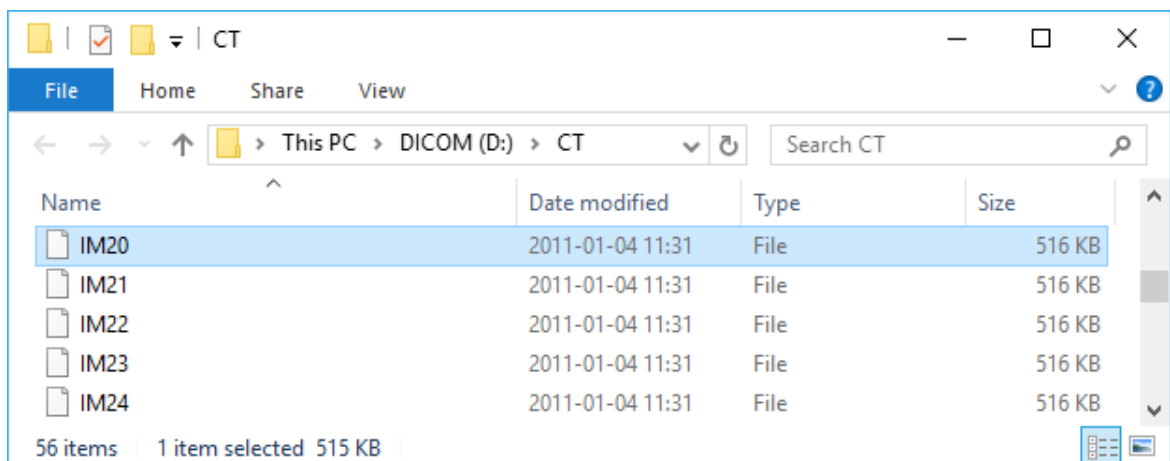 CT
File Home Share View ?
This PC > DICOM (D:) > CT Search CT
Name Date modified Type Size
IM20 2011-01-04 11:31 File 516 KB
IM21 2011-01-04 11:31 File 516 KB
IM22 2011-01-04 11:31 File 516 KB
IM23 2011-01-04 11:31 File 516 KB
IM24 2011-01-04 11:31 File 516 KB
56 items 1 item selected 515 KB